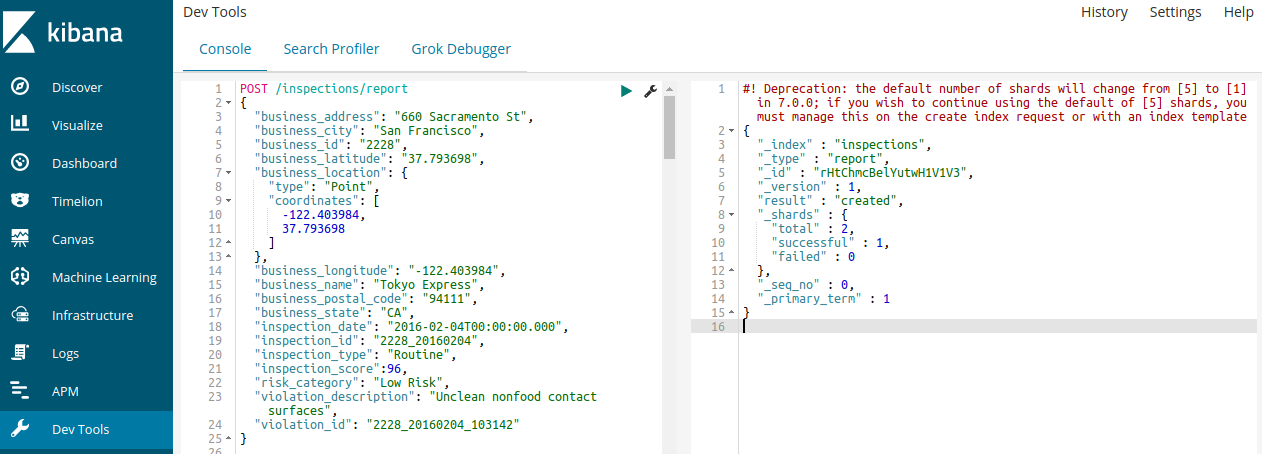 kibana
Discover
Visualize
Dashboard
Timelion
Canvas
Machine Learning
Infrastructure
Logs
APM
Dev Tools
Dev Tools
History Settings Help
Console Search Profiler Grok Debugger
1 POST /inspections/report
2 {
3 "business_address": "660 Sacramento St",
4 "business_city": "San Francisco",
5 "business_id": "2228",
6 "business_latitude": "37.793698",
7 "business_location": {
8 "type": "Point",
9 "coordinates": [
10 -122.403984,
11 37.793698
12 ]
13 },
14 "business_longitude": "-122.403984",
15 "business_name": "Tokyo Express",
16 "business_postal_code": "94111",
17 "business_state": "CA",
18 "inspection_date": "2016-02-04T00:00:00.000",
19 "inspection_id": "2228_20160204",
20 "inspection_type": "Routine",
21 "inspection_score":96,
22 "risk_category": "Low Risk",
23 "violation_description": "Unclean nonfood contact
surfaces",
24 "violation_id": "2228_20160204_103142"
25 }
26
1 #! Deprecation: the default number of shards will change from [5] to [1]
in 7.0.0; if you wish to continue using the default of [5] shards, you
must manage this on the create index request or with an index template
2 {
3 "_index" : "inspections",
4 "_type" : "report",
5 "_id" : "rHtChmcBelYutwH1V1V3",
6 "_version" : 1,
7 "result" : "created",
8 "_shards" : {
9 "total" : 2,
10 "successful" : 1,
11 "failed" : 0
12 },
13 "_seq_no" : 0,
14 "_primary_term" : 1
15 }
16